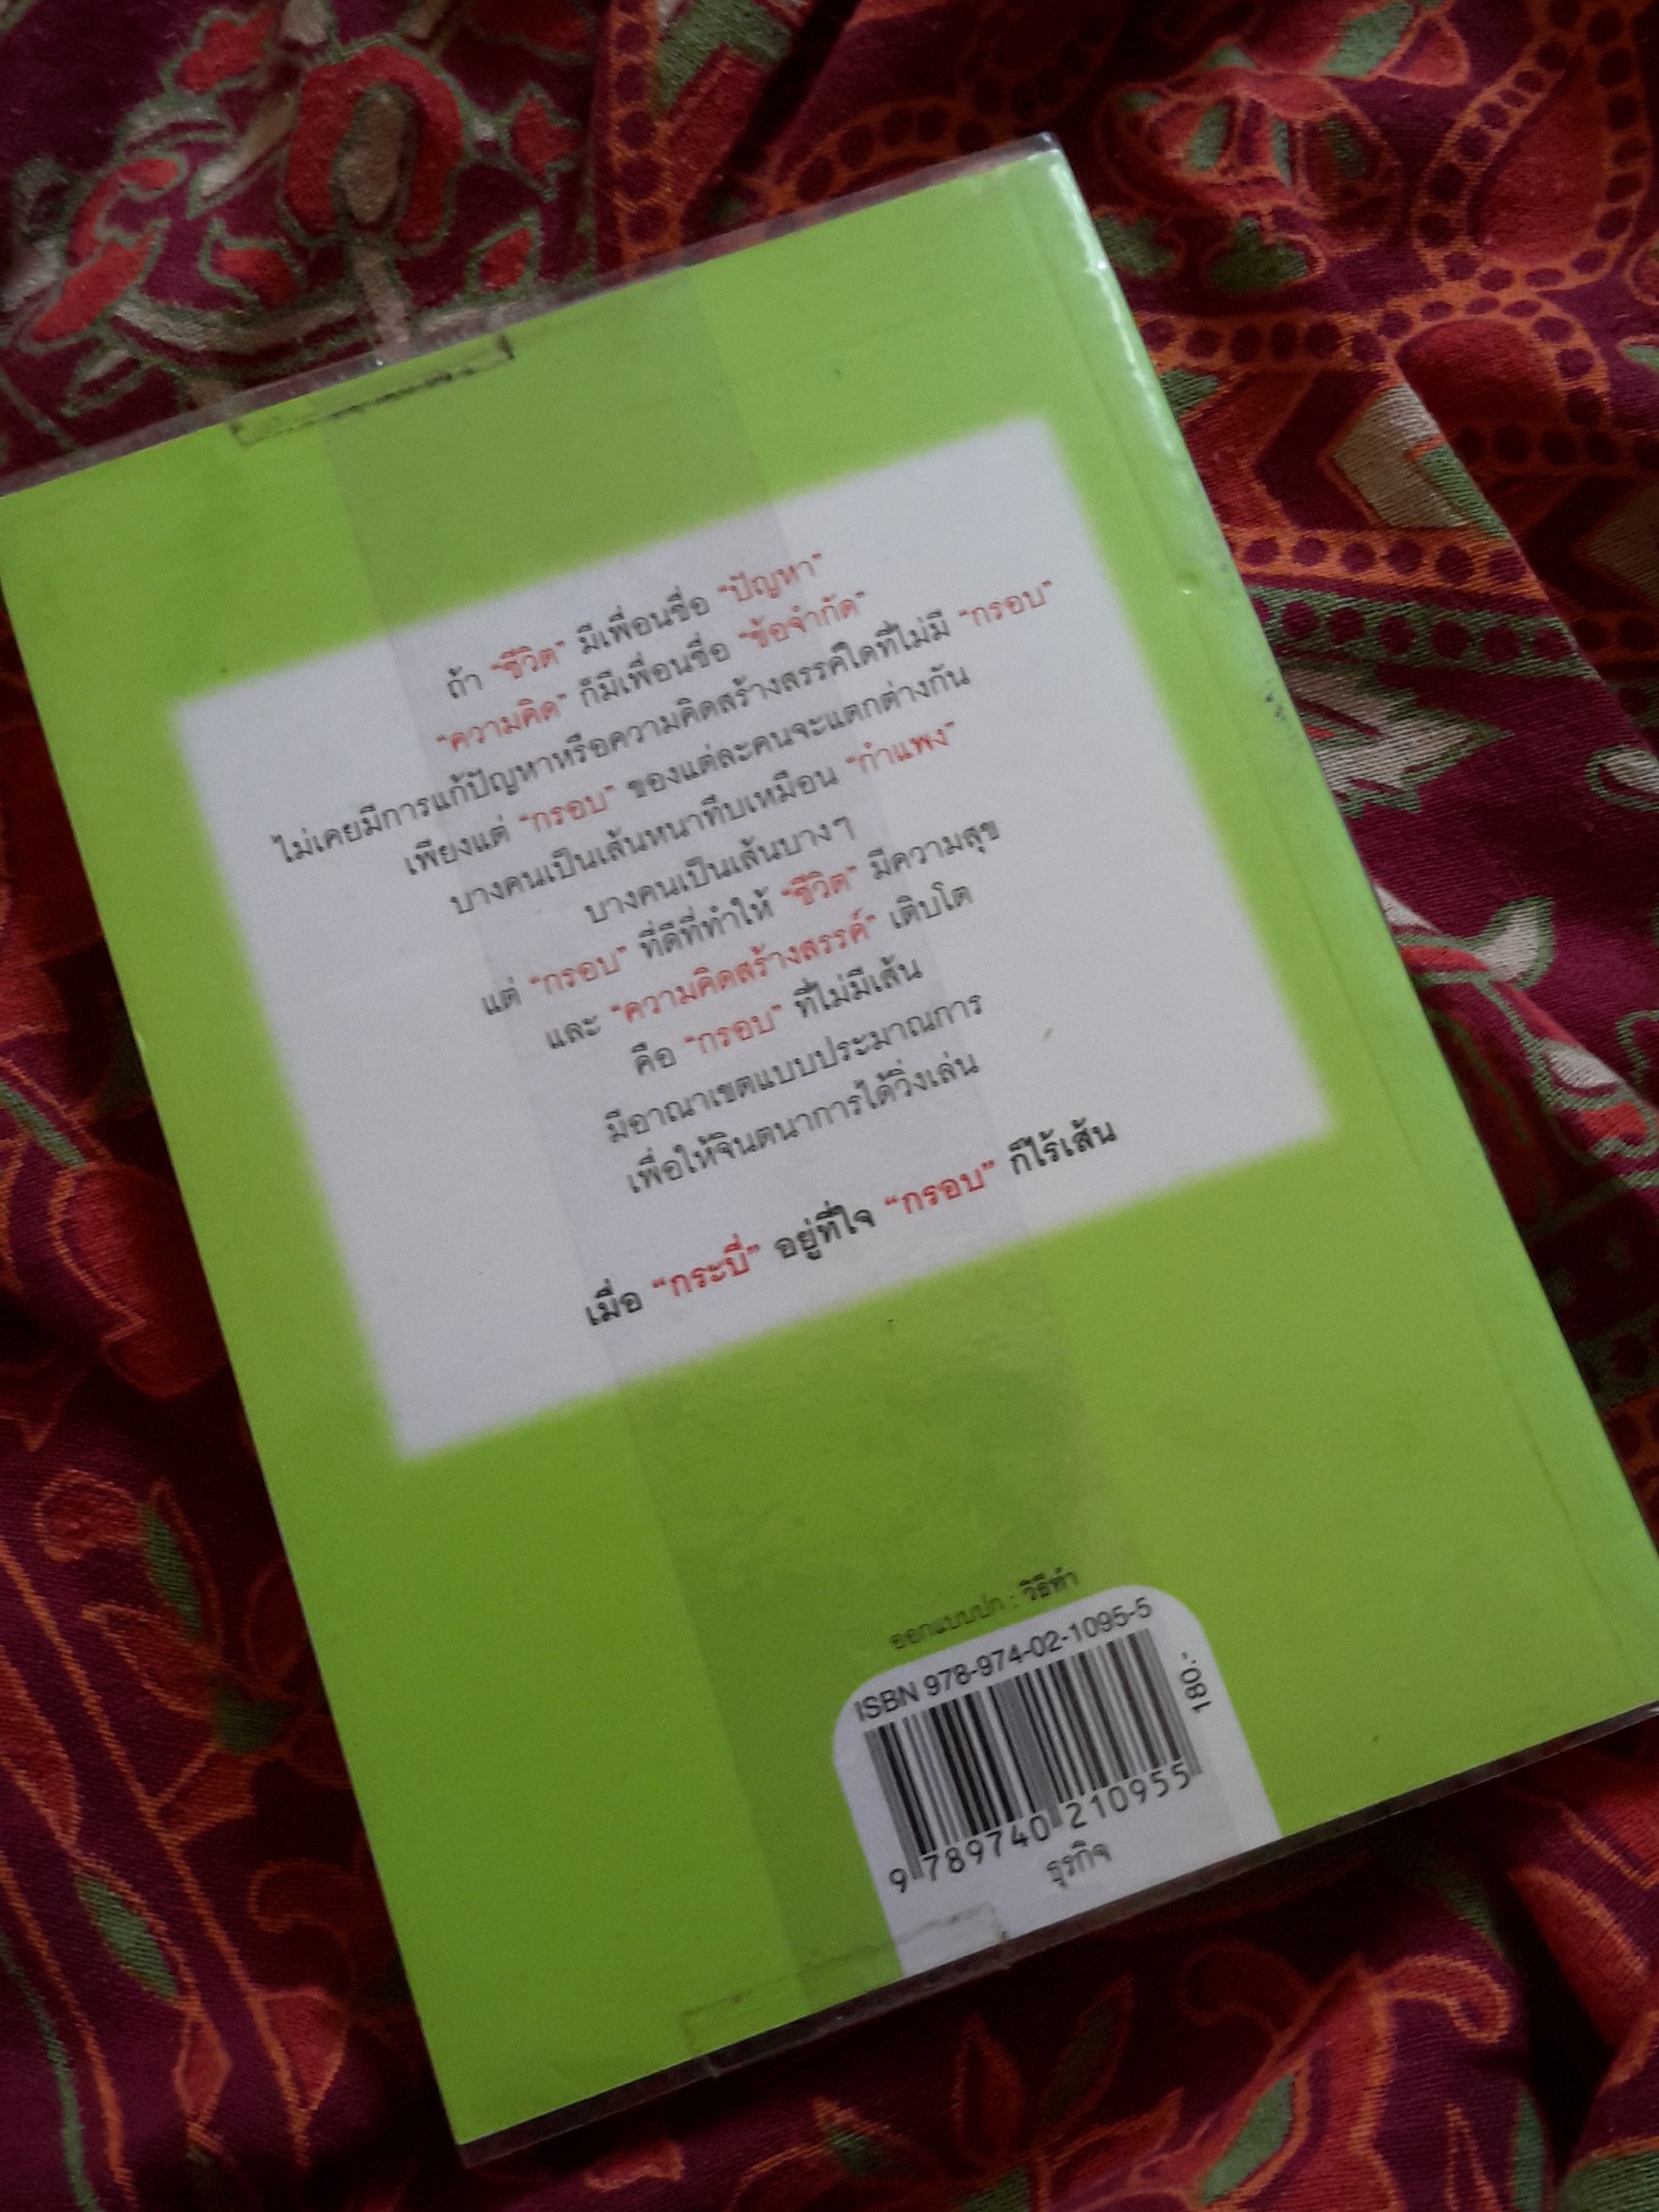 ถ้า "ชีวิต" มีเพื่อนชื่อ "ปัญหา"
"ความคิด" ก็มีเพื่อนชื่อ "ข้อจำกัด"
ไม่เคยมีการแก้ปัญหาหรือความคิดสร้างสรรค์ใดที่ไม่มี "กรอบ"
เพียงแต่ "กรอบ" ของแต่ละคนจะแตกต่างกัน
บางคนเป็นเส้นหนาทึบเหมือน "กำแพง"
บางคนเป็นเส้นบางๆ
แต่ "กรอบ" ที่ดีที่ทำให้ "ชีวิต" มีความสุข
และ "ความคิดสร้างสรรค์" เติบโต
คือ "กรอบ" ที่ไม่มีเส้น
มีอาณาเขตแบบประมาณการ
เพื่อให้จินตนาการได้วิ่งเล่น
เมื่อ "กระบี่" อยู่ที่ใจ "กรอบ" ก็ไร้เส้น
ออกแบบปก : วิธีทำ
ISBN 978-974-02-1095-5
180.-
9 789740 210955
ธุรกิจ